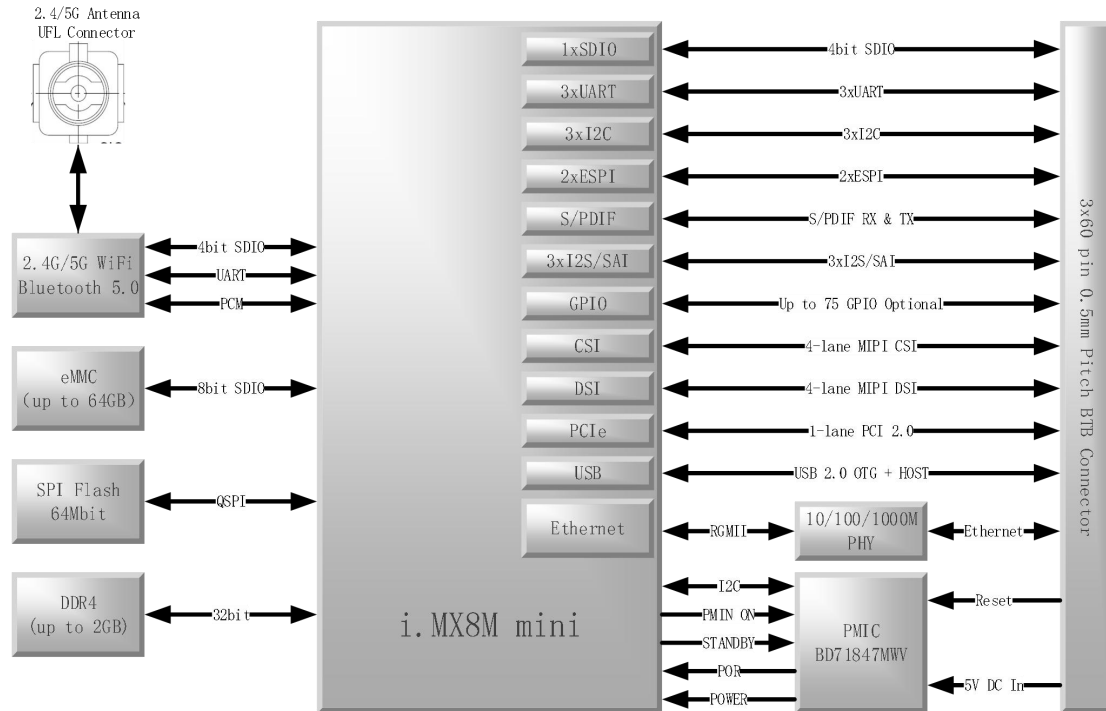 2.4/5G Antenna
UFL Connector
2.4G/5G WiFi
Bluetooth 5.0
4bit SDIO
UART
PCM
eMMC
(up to 64GB)
8bit SDIO
SPI Flash
64Mbit
QSPI
DDR4
(up to 2GB)
32bit
i.MX8M mini
1xSDIO
3xUART
3xI2C
2xESPI
S/PDIF
3xI2S/SAI
GPIO
CSI
DSI
PCIe
USB
Ethernet
4bit SDIO
3xUART
3xI2C
2xESPI
S/PDIF RX & TX
3xI2S/SAI
Up to 75 GPIO Optional
4-lane MIPI CSI
4-lane MIPI DSI
1-lane PCI 2.0
USB 2.0 OTG + HOST
RGMII
10/100/1000M
PHY
Ethernet
I2C
PMIN ON
STANDBY
POR
POWER
PMIC
BD71847MWV
Reset
5V DC In
3x60 pin 0.5mm Pitch BTB Connector